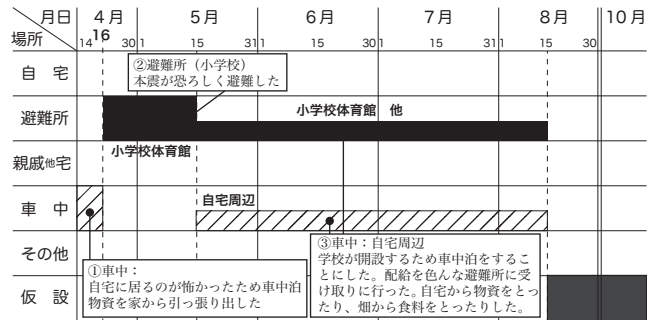 月日 4月 5月 6月 7月 8月 10月
場所 14 16 30 1 15 31 1 15 30 1 15 31 1 15 30
自 宅
②避難所（小学校）
本震が恐ろしく避難した
避難所
小学校体育館 他
小学校体育館
親戚他宅
車 中
自宅周辺
その他
①車中：
自宅に居るのが怖かったため車中泊
物資を家から引っ張り出した
③車中：自宅周辺
学校が開設するため車中泊をするこ
とにした。配給を色んな避難所に受
け取りに行った。自宅から物資をとっ
たり、畑から食料をとったりした。
仮 設